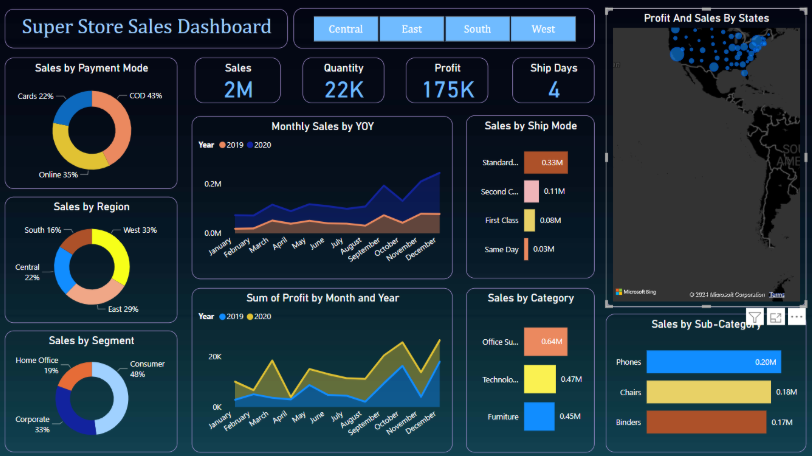 Super Store Sales Dashboard
Central East South West
Sales by Payment Mode
Cards 22%
COD 43%
Online 35%
Sales
2M
Quantity
22K
Profit
175K
Ship Days
4
Profit And Sales By States
SOU
AME
Microsoft Bing
© 2024 Microsoft Corporation Terms
Monthly Sales by YOY
Year 2019 2020
0.2M
0.0M
January
February
March
April
May
June
July
August
September
October
November
December
Sales by Ship Mode
Standard... 0.33M
Second C... 0.11M
First Class 0.08M
Same Day 0.03M
Sales by Region
South 16%
West 33%
Central
22%
East 29%
Sum of Profit by Month and Year
Year 2019 2020
20K
0K
January
February
March
April
May
June
July
August
September
October
November
December
Sales by Category
Office Su... 0.64M
Technolo... 0.47M
Furniture 0.45M
Sales by Sub-Category
Phones 0.20M
Chairs 0.18M
Binders 0.17M
Sales by Segment
Home Office
19%
Consumer
48%
Corporate
33%